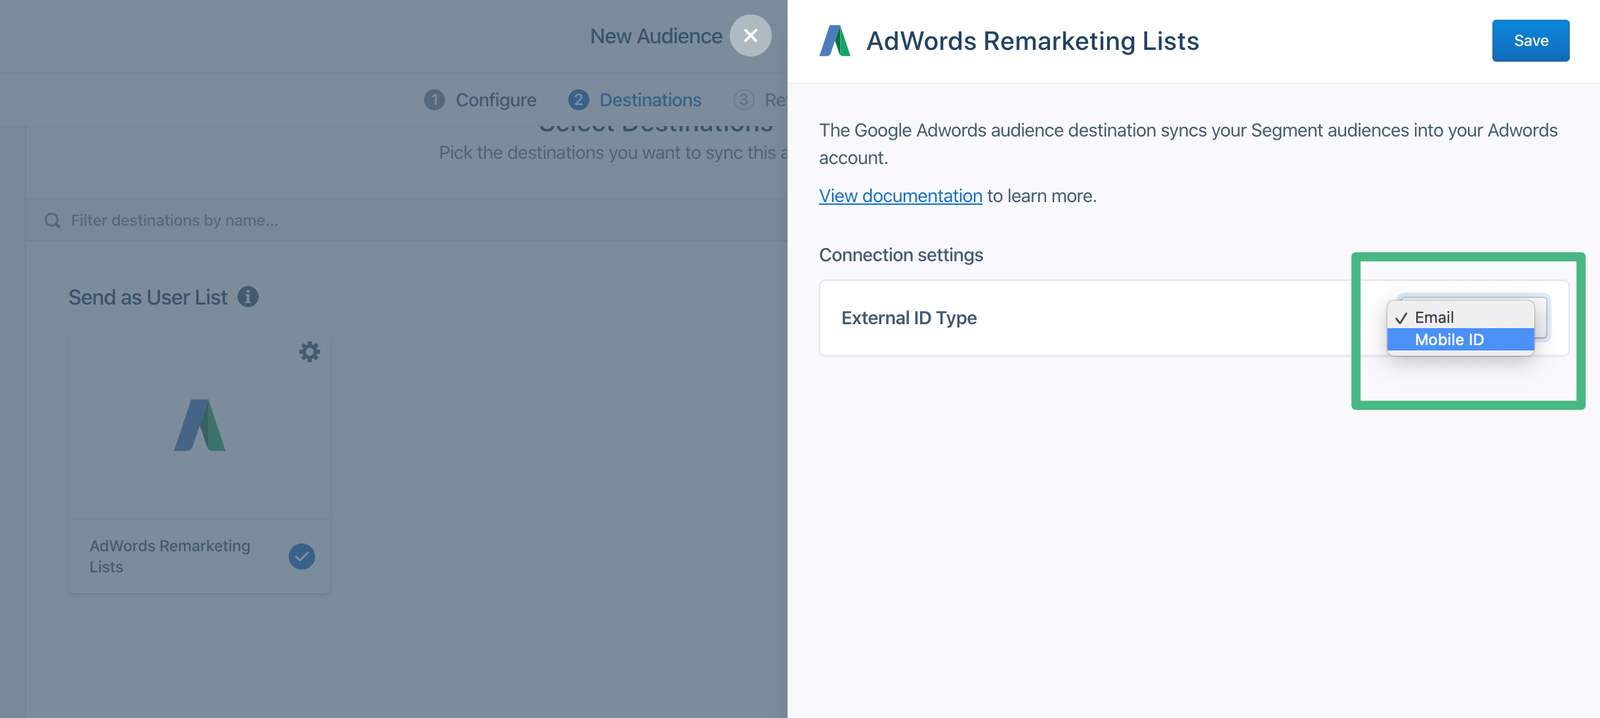 New Audience
1 Configure 2 Destinations 3 Re
Select Destinations
Pick the destinations you want to sync this a
Filter destinations by name...
Send as User List
AdWords Remarketing
Lists
AdWords Remarketing Lists
Save
The Google Adwords audience destination syncs your Segment audiences into your Adwords
account.
View documentation to learn more.
Connection settings
External ID Type
✓ Email
Mobile ID